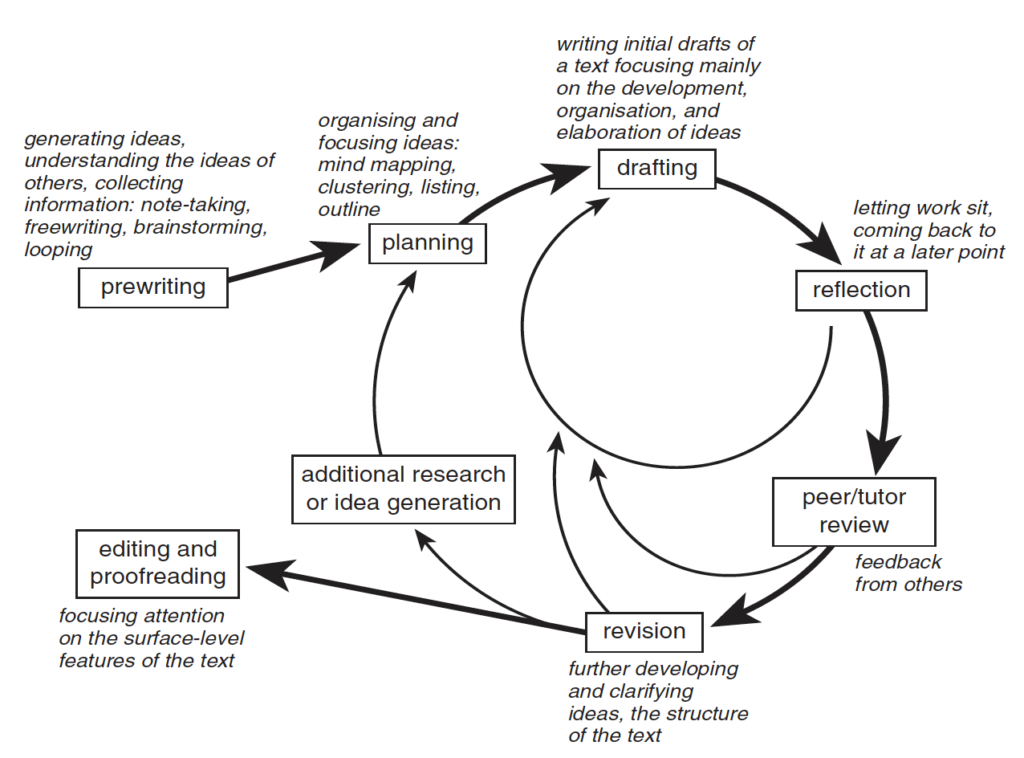 generating ideas,
understanding the ideas of
others, collecting
information: note-taking,
freewriting, brainstorming,
looping
prewriting
organising and
focusing ideas:
mind mapping,
clustering, listing,
outline
planning
writing initial drafts of
a text focusing mainly
on the development,
organisation, and
elaboration of ideas
drafting
letting work sit,
coming back to
it at a later point
reflection
peer/tutor
review
feedback
from others
revision
further developing
and clarifying
ideas, the structure
of the text
additional research
or idea generation
editing and
proofreading
focusing attention
on the surface-level
features of the text